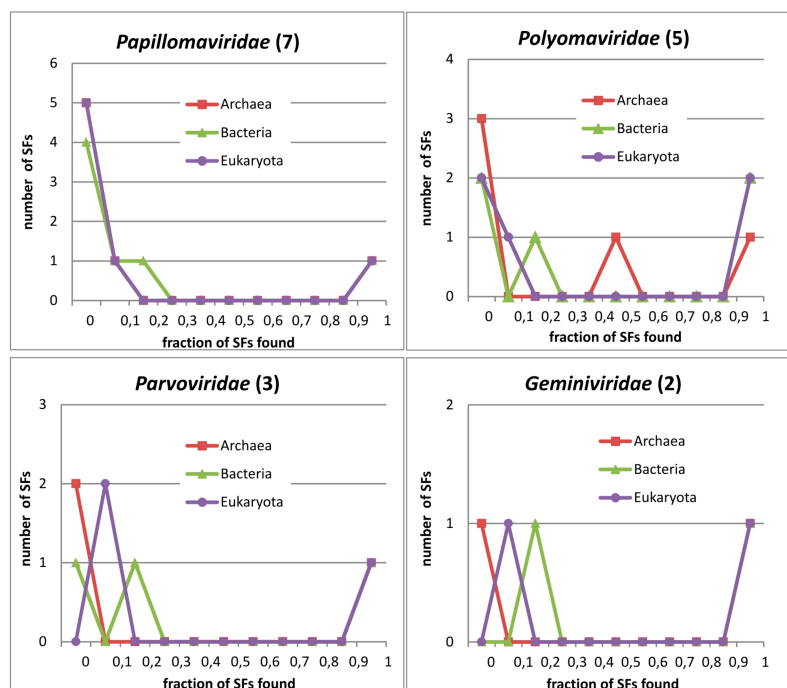 Papillomaviridae (7)
6
5
4
3
2
1
0
number of SFs
Archaea
Bacteria
Eukaryota
0 0,1 0,2 0,3 0,4 0,5 0,6 0,7 0,8 0,9 1
fraction of SFs found
Polyomaviridae (5)
4
3
2
1
0
number of SFs
Archaea
Bacteria
Eukaryota
0 0,1 0,2 0,3 0,4 0,5 0,6 0,7 0,8 0,9 1
fraction of SFs found
Parvoviridae (3)
3
2
1
0
number of SFs
Archaea
Bacteria
Eukaryota
0 0,1 0,2 0,3 0,4 0,5 0,6 0,7 0,8 0,9 1
fraction of SFs found
Geminiviridae (2)
2
1
0
number of SFs
Archaea
Bacteria
Eukaryota
0 0,1 0,2 0,3 0,4 0,5 0,6 0,7 0,8 0,9 1
fraction of SFs found